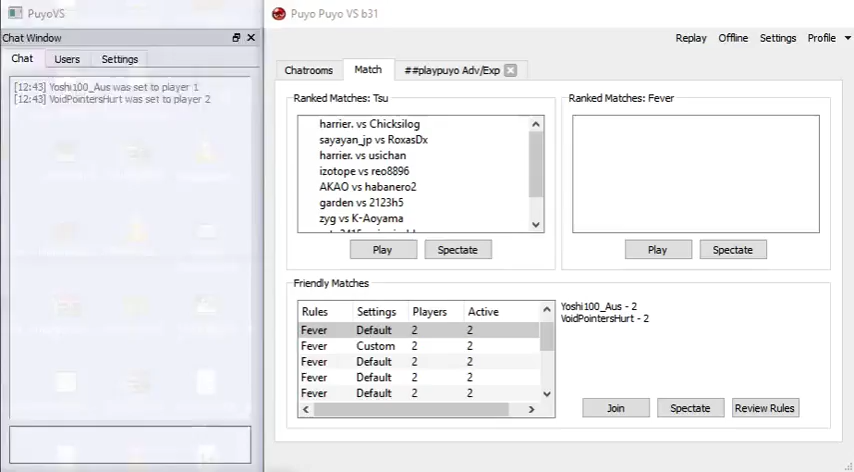 PuyoVS
Chat Window
Chat Users Settings
[12:43] Yoshi100_Aus was set to player 1
[12:43] VoidPointersHurt was set to player 2
Puyo Puyo VS b31
Replay Offline Settings Profile
Chatrooms Match ##playpuyo Adv/Exp
Ranked Matches: Tsu
harrier. vs Chicksilog
sayayan_jp vs RoxasDx
harrier. vs usichan
izotope vs reo8896
AKAO vs habanero2
garden vs 2123h5
zyg vs K-Aoyama
Play Spectate
Ranked Matches: Fever
Play Spectate
Friendly Matches
Rules Settings Players Active
Fever Default 2 2
Fever Custom 2 2
Fever Default 2 2
Fever Default 2 2
Fever Default 2 2
Yoshi100_Aus - 2
VoidPointersHurt - 2
Join Spectate Review Rules